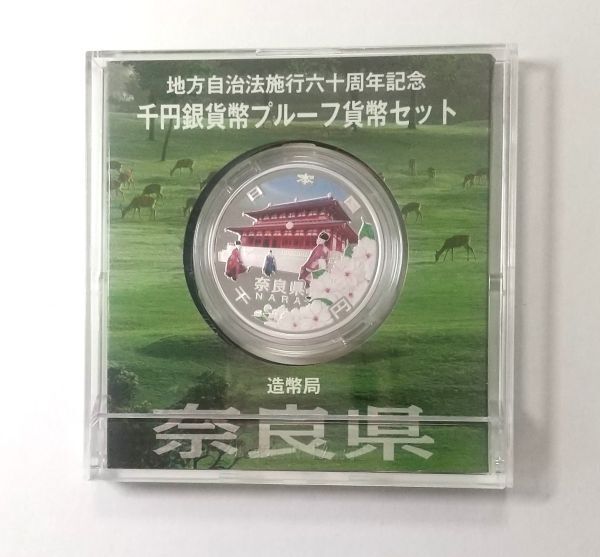 地方自治法施行六十周年記念
千円銀貨幣プルーフ貨幣セット
日本国
奈良県
NARA
千円
造幣局
奈良県